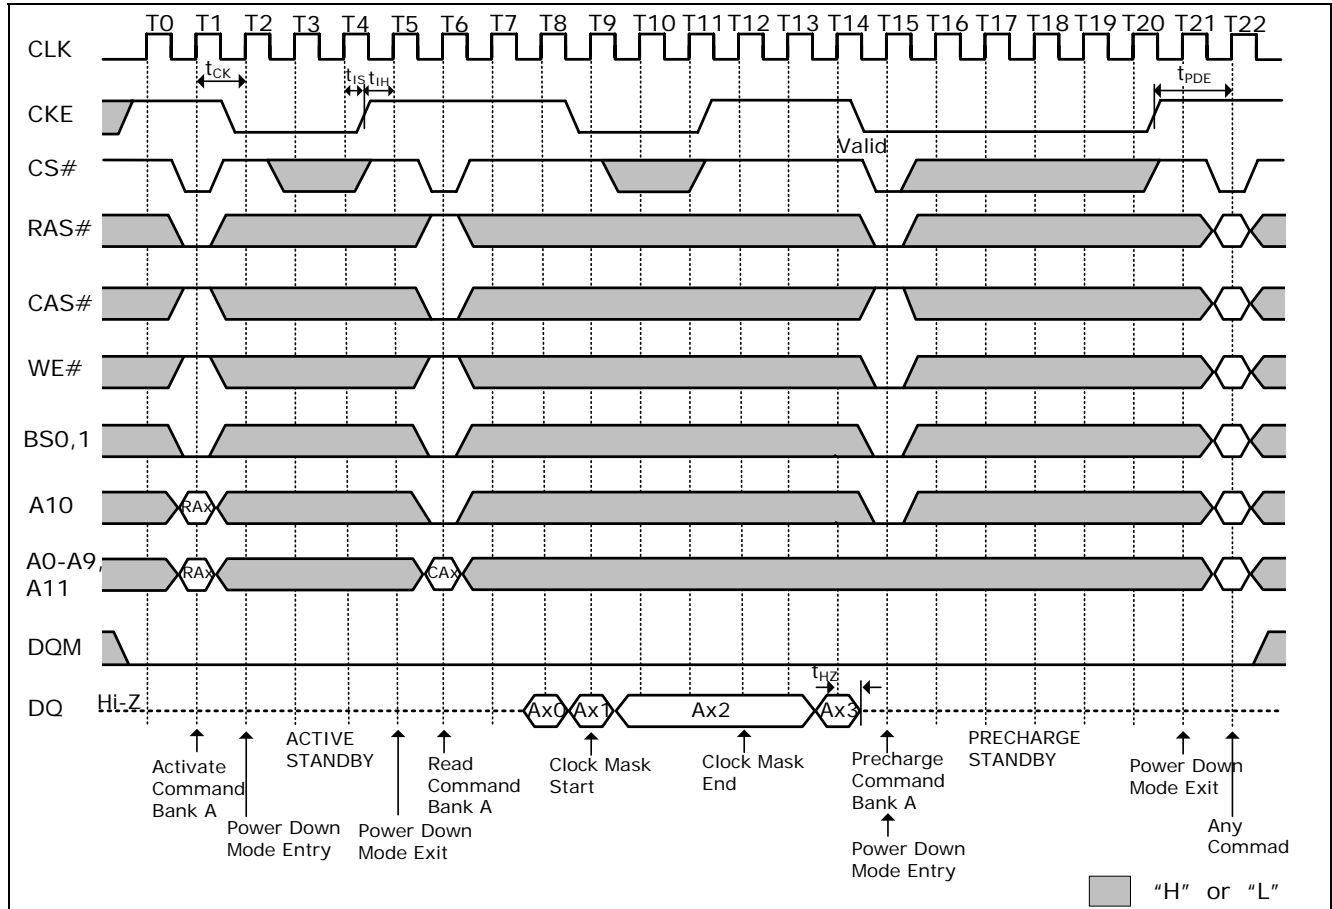 T0 T1 T2 T3 T4 T5 T6 T7 T8 T9 T10 T11 T12 T13 T14 T15 T16 T17 T18 T19 T20 T21 T22
CLK
tCK
tIS
tIH
tPDE
CKE
Valid
CS#
RAS#
CAS#
WE#
BS0,1
A10
RAx
A0-A9,
A11
RAx
CAx
DQM
tHZ
DQ
Hi-Z
Ax0
Ax1
Ax2
Ax3
Activate
Command
Bank A
Power Down
Mode Entry
ACTIVE
STANDBY
Power Down
Mode Exit
Read
Command
Bank A
Clock Mask
Start
Clock Mask
End
Precharge
Command
Bank A
Power Down
Mode Entry
PRECHARGE
STANDBY
Power Down
Mode Exit
Any
Commad
"H" or "L"